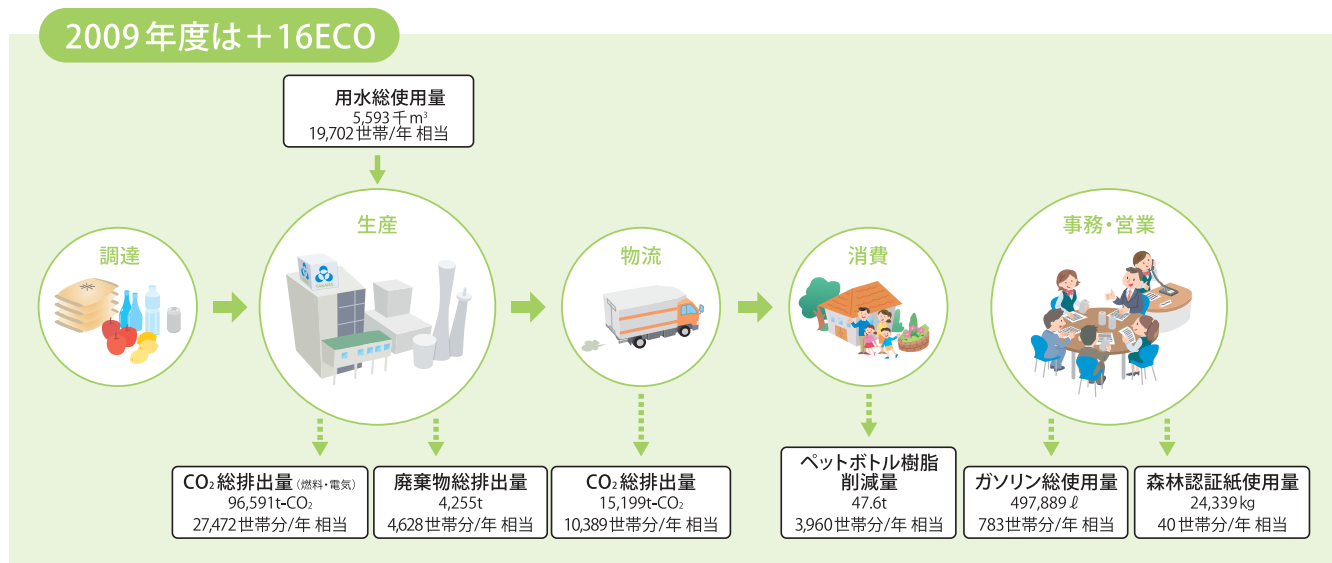 2009年度は＋16ECO
用水総使用量
5,593千m³
19,702世帯/年 相当
調達
生産
物流
消費
事務・営業
CO₂総排出量（燃料・電気）
96,591t-CO₂
27,472世帯分/年 相当
廃棄物総排出量
4,255t
4,628世帯分/年 相当
CO₂総排出量
15,199t-CO₂
10,389世帯分/年 相当
ペットボトル樹脂
削減量
47.6t
3,960世帯分/年 相当
ガソリン総使用量
497,889ℓ
783世帯分/年 相当
森林認証紙使用量
24,339kg
40世帯分/年 相当